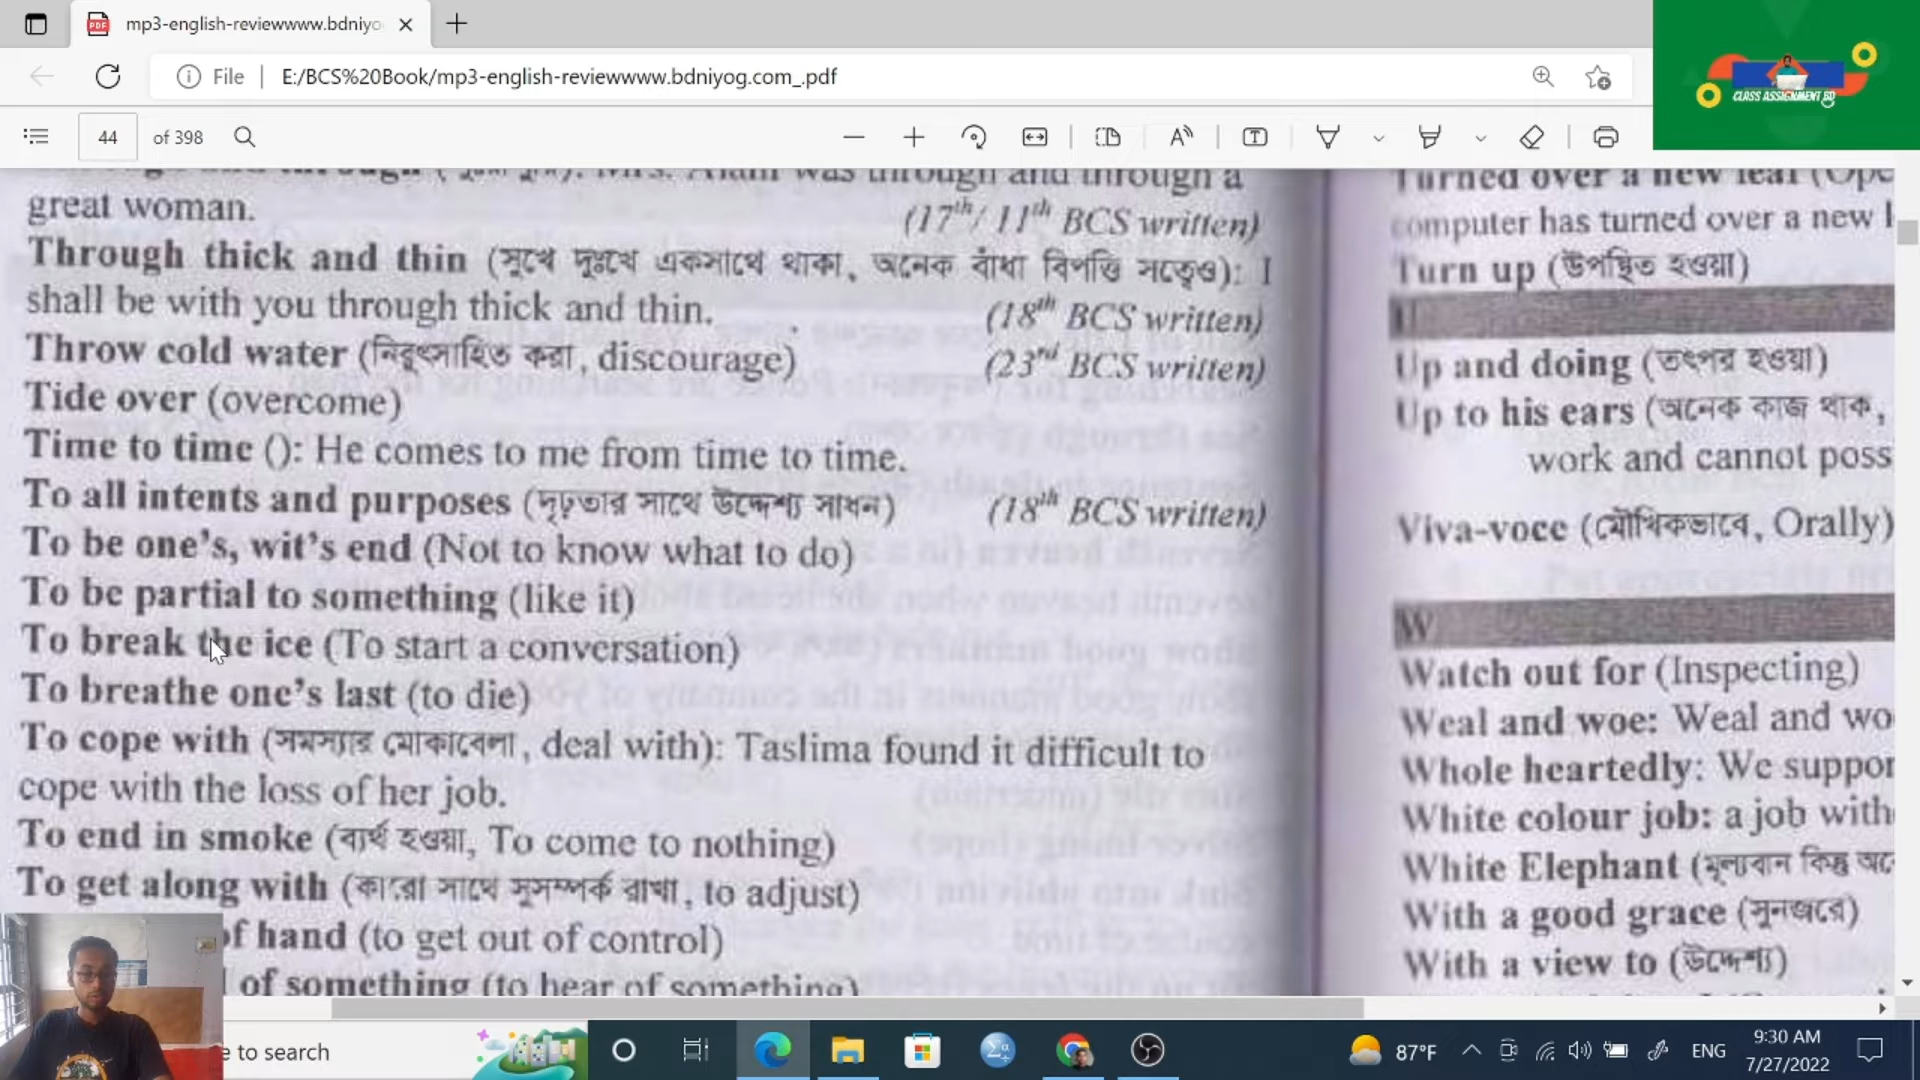 mp3-english-reviewwww.bdniyo
File
E:/BCS%20Book/mp3-english-reviewwww.bdniyog.com_.pdf
CLASS ASSIGNMENT BD
44 of 398
through a
great woman. (17th/ 11th BCS written)
Through thick and thin (সুখে দুঃখে একসাথে থাকা, অনেক বাঁধা বিপত্তি সত্ত্বেও): I
shall be with you through thick and thin. (18th BCS written)
Throw cold water (নিরুৎসাহিত করা, discourage) (23rd BCS written)
Tide over (overcome)
Time to time (): He comes to me from time to time.
To all intents and purposes (দৃঢ়তার সাথে উদ্দেশ্য সাধন) (18th BCS written)
To be one's, wit's end (Not to know what to do)
To be partial to something (like it)
To break the ice (To start a conversation)
To breathe one's last (to die)
To cope with (সমস্যার মোকাবেলা, deal with): Taslima found it difficult to
cope with the loss of her job.
To end in smoke (ব্যর্থ হওয়া, To come to nothing)
To get along with (কারো সাথে সুসম্পর্ক রাখা, to adjust)
of hand (to get out of control)
of something (to hear of something)
Turned over a new leaf (Ope
computer has turned over a new l
Turn up (উপস্থিত হওয়া)
U
Up and doing (তৎপর হওয়া)
Up to his ears (অনেক কাজ থাক,
work and cannot poss
Viva-voce (মৌখিকভাবে, Orally)
W
Watch out for (Inspecting)
Weal and woe: Weal and wo
Whole heartedly: We suppor
White colour job: a job with
White Elephant (মূল্যবান কিন্তু অে
With a good grace (সুনজরে)
With a view to (উদ্দেশ্য)
e to search
87°F
ENG
9:30 AM
7/27/2022